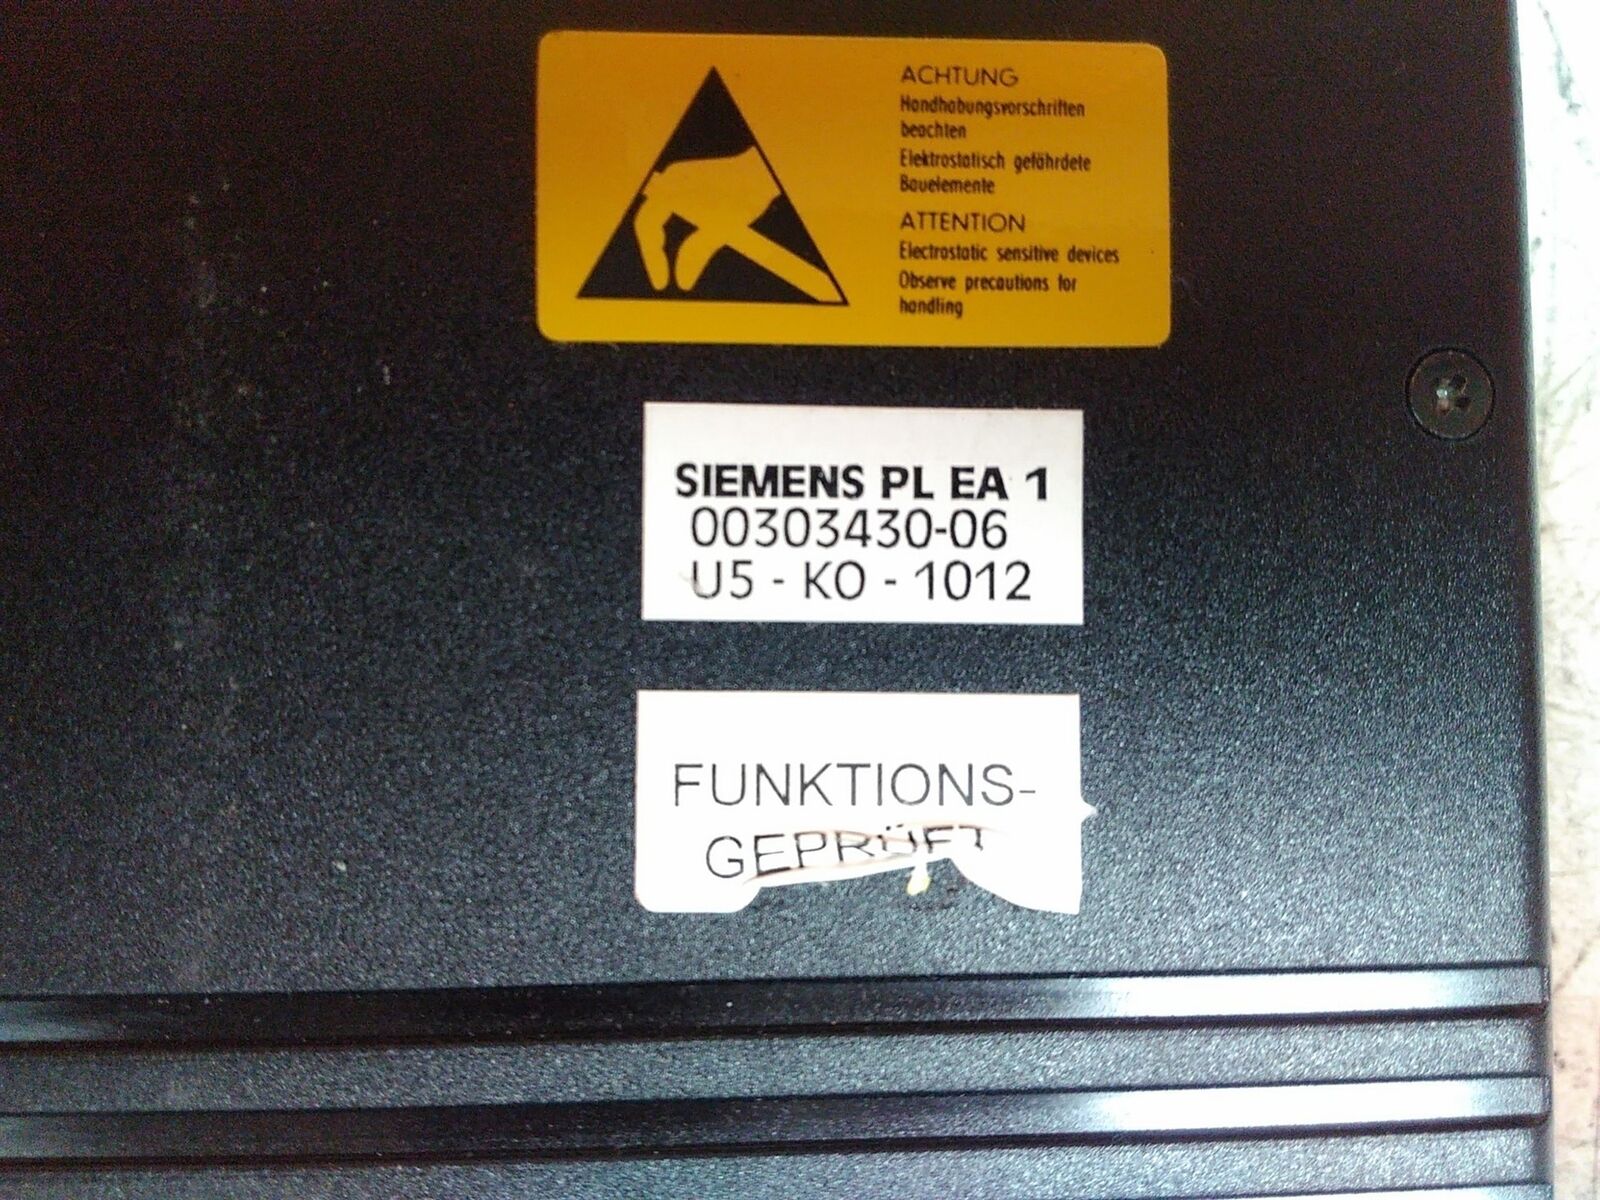 ACHTUNG
Handhabungsvorschriften
beachten
Elektrostatisch gefährdete
Bauelemente
ATTENTION
Electrostatic sensitive devices
Observe precautions for
handling
SIEMENS PL EA 1
00303430-06
U5 - KO - 1012
FUNKTIONS-
GEPRÜFT